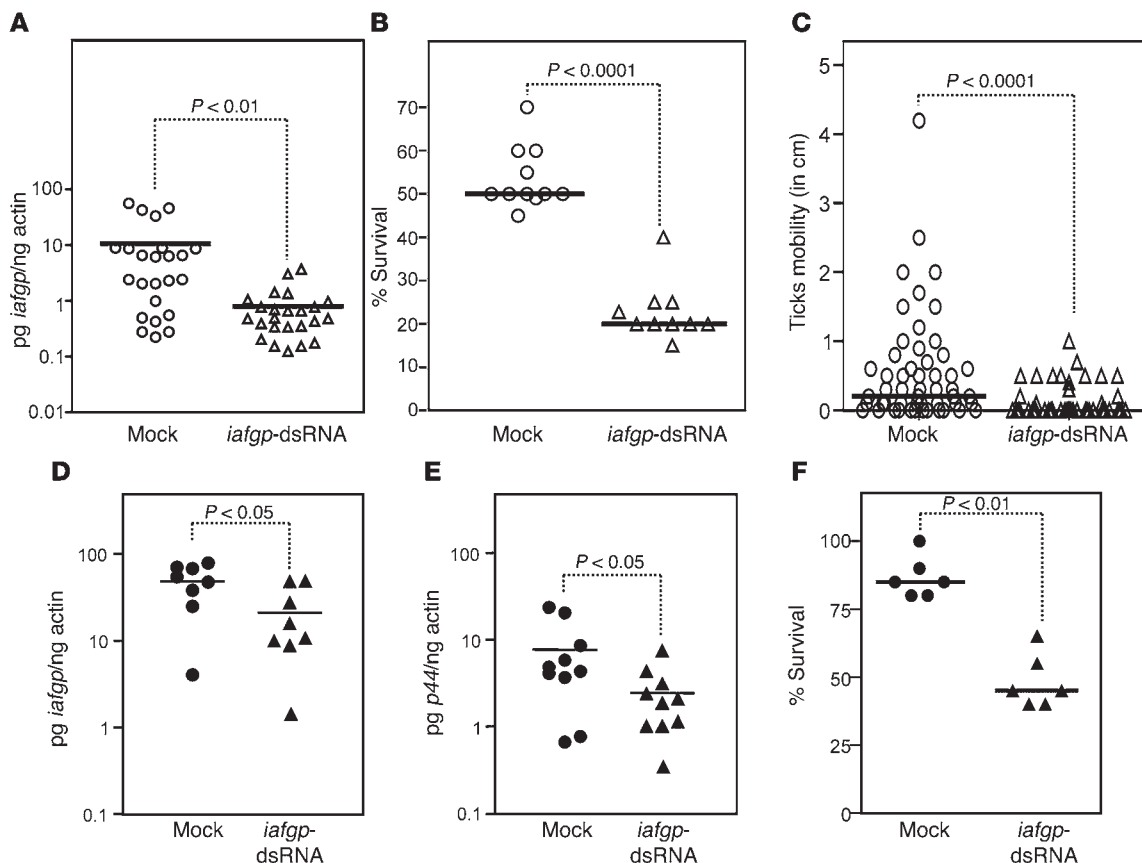 A
P < 0.01
pg iafgp/ng actin
100
10
1
0.1
0.01
Mock
iafgp-dsRNA
B
P < 0.0001
% Survival
70
60
50
40
30
20
10
0
Mock
iafgp-dsRNA
C
P < 0.0001
Ticks mobility (in cm)
5
4
3
2
1
0
Mock
iafgp-dsRNA
D
P < 0.05
pg iafgp/ng actin
100
10
1
0.1
Mock
iafgp-
dsRNA
E
P < 0.05
pg p44/ng actin
100
10
1
0.1
Mock
iafgp-
dsRNA
F
P < 0.01
% Survival
100
75
50
25
0
Mock
iafgp-
dsRNA